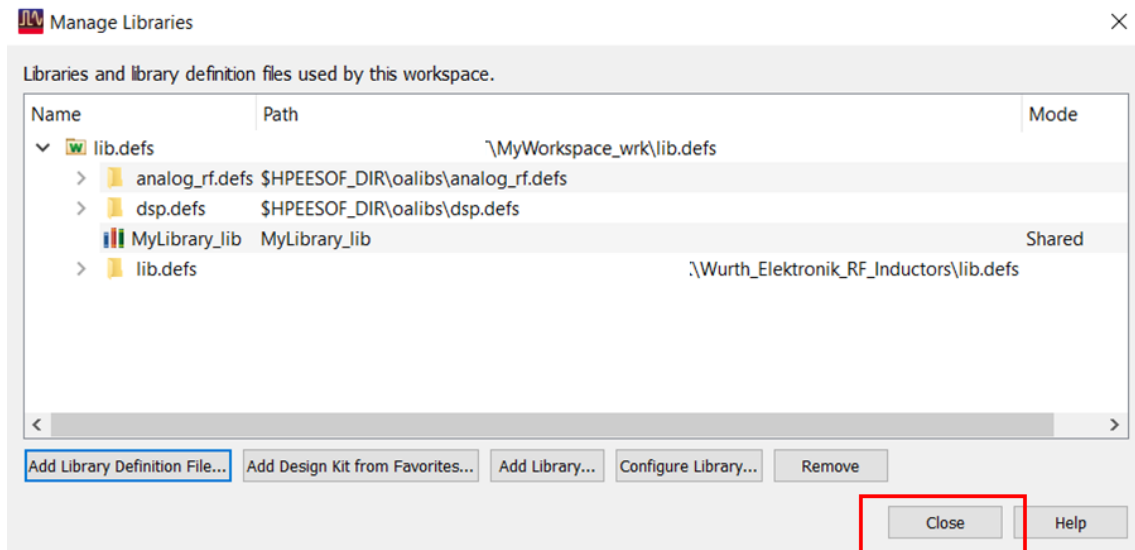 Manage Libraries
Libraries and library definition files used by this workspace.
Name Path Mode
lib.defs \MyWorkspace_wrk\lib.defs
analog_rf.defs $HPEESOF_DIR\oalibs\analog_rf.defs
dsp.defs $HPEESOF_DIR\oalibs\dsp.defs
MyLibrary_lib MyLibrary_lib Shared
lib.defs \Wurth_Elektronik_RF_Inductors\lib.defs
Add Library Definition File... Add Design Kit from Favorites... Add Library... Configure Library... Remove
Close Help